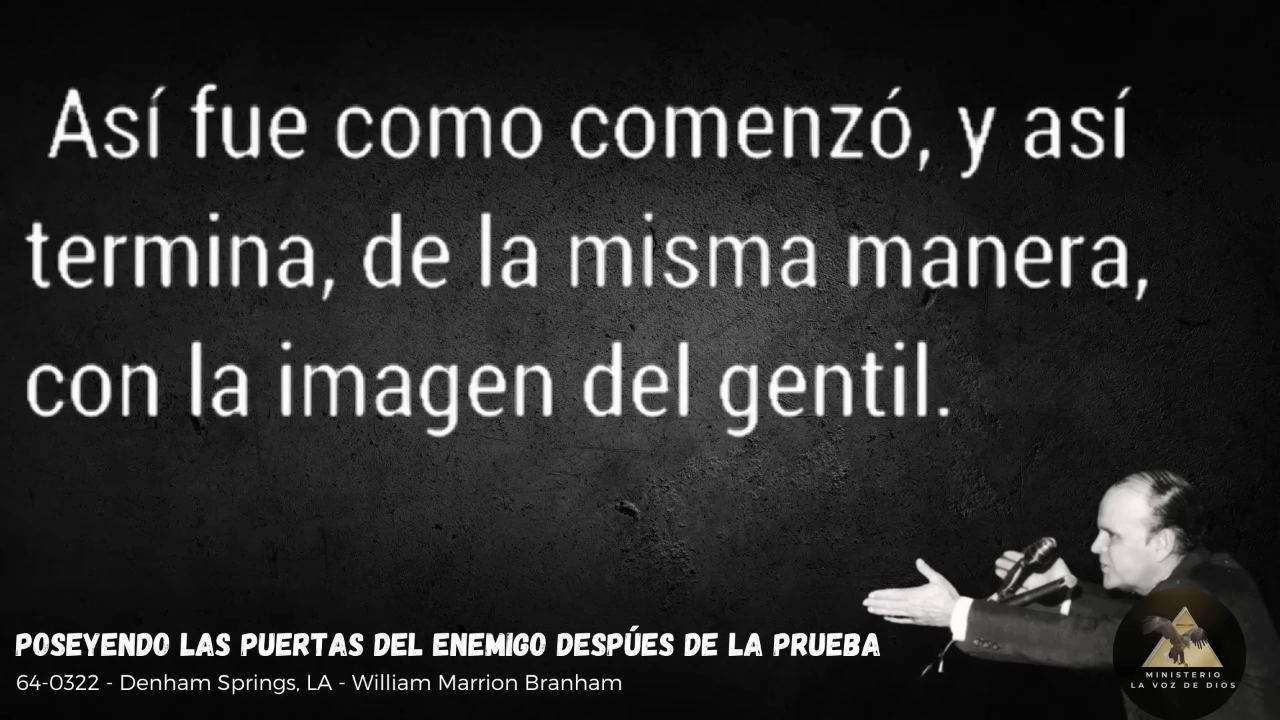 Así fue como comenzó, y así
termina, de la misma manera,
con la imagen del gentil.
POSEYENDO LAS PUERTAS DEL ENEMIGO DESPÚES DE LA PRUEBA
64-0322 - Denham Springs, LA - William Marrion Branham
MINISTERIO
LA VOZ DE DIOS